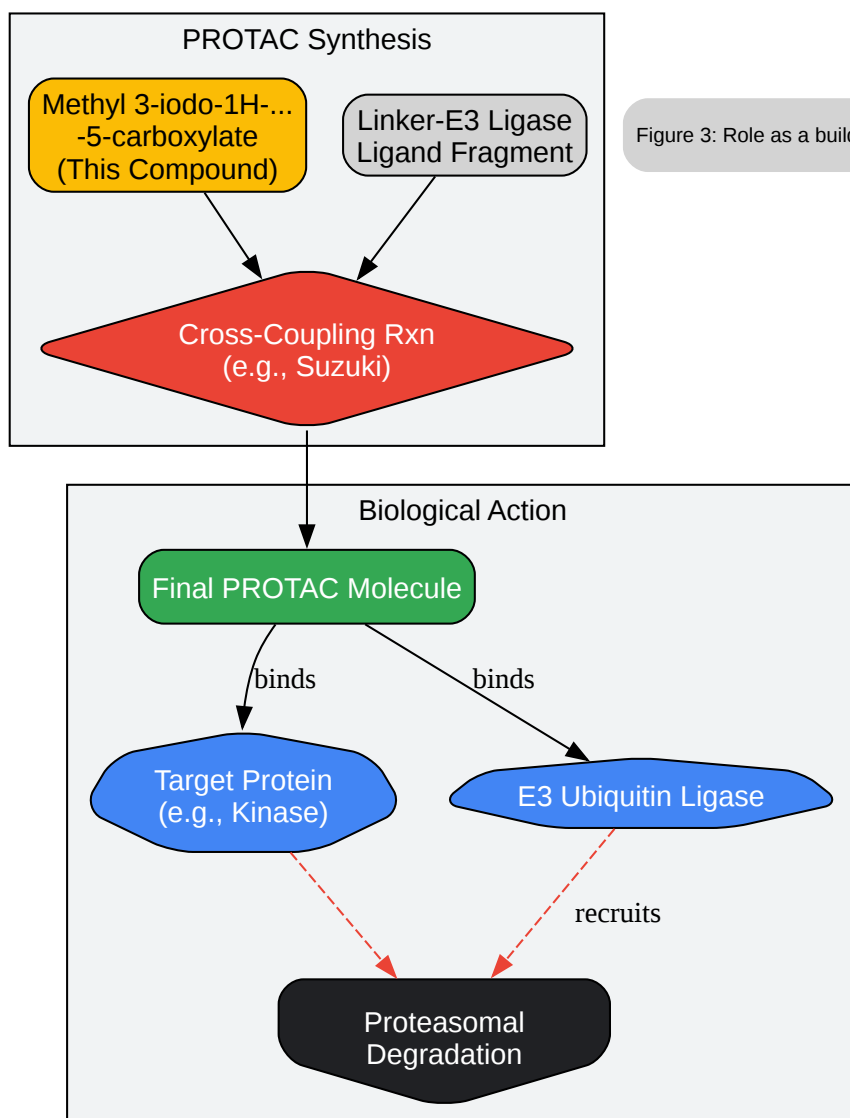 PROTAC Synthesis
Methyl 3-iodo-1H-...
-5-carboxylate
(This Compound)
Linker-E3 Ligase
Ligand Fragment
Figure 3: Role as a
Cross-Coupling Rxn
(e.g., Suzuki)
Biological Action
Final PROTAC Molecule
binds
binds
Target Protein
(e.g., Kinase)
E3 Ubiquitin Ligase
recruits
Proteasomal
Degradation